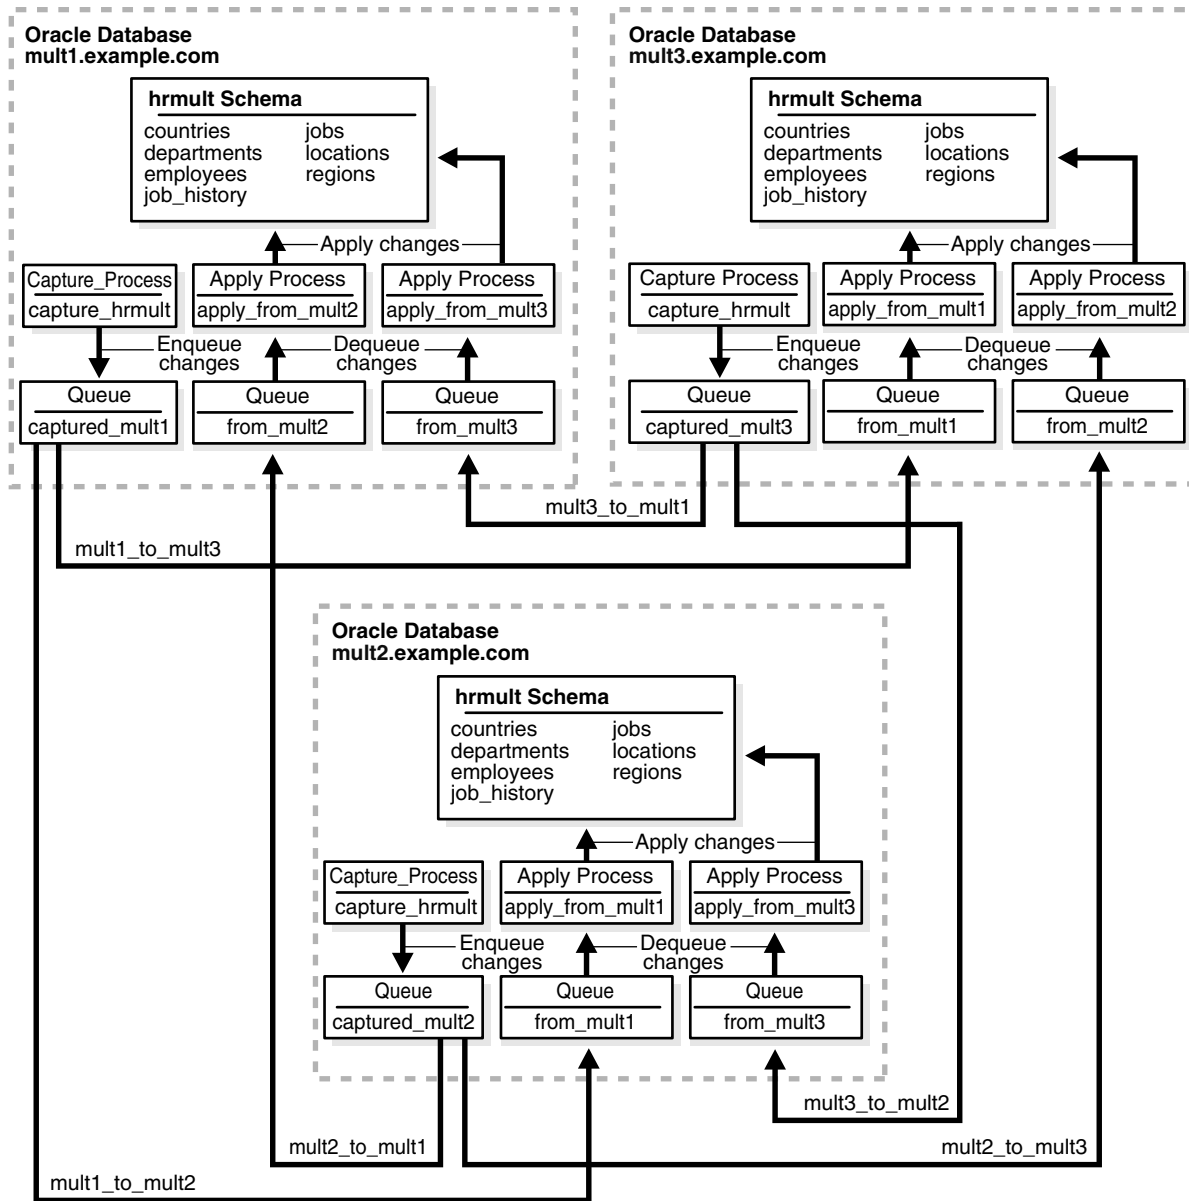 Oracle Database
mult1.example.com
hrmult Schema
countries jobs
departments locations
employees regions
job_history
Apply changes
Capture_Process
capture_hrmult
Apply Process
apply_from_mult2
Apply Process
apply_from_mult3
Enqueue
changes
Dequeue
changes
Queue
captured_mult1
Queue
from_mult2
Queue
from_mult3
Oracle Database
mult3.example.com
hrmult Schema
countries jobs
departments locations
employees regions
job_history
Apply changes
Capture Process
capture_hrmult
Apply Process
apply_from_mult1
Apply Process
apply_from_mult2
Enqueue
changes
Dequeue
changes
Queue
captured_mult3
Queue
from_mult1
Queue
from_mult2
mult3_to_mult1
mult1_to_mult3
Oracle Database
mult2.example.com
hrmult Schema
countries jobs
departments locations
employees regions
job_history
Apply changes
Capture_Process
capture_hrmult
Apply Process
apply_from_mult1
Apply Process
apply_from_mult3
Enqueue
changes
Dequeue
changes
Queue
captured_mult2
Queue
from_mult1
Queue
from_mult3
mult3_to_mult2
mult2_to_mult1
mult2_to_mult3
mult1_to_mult2